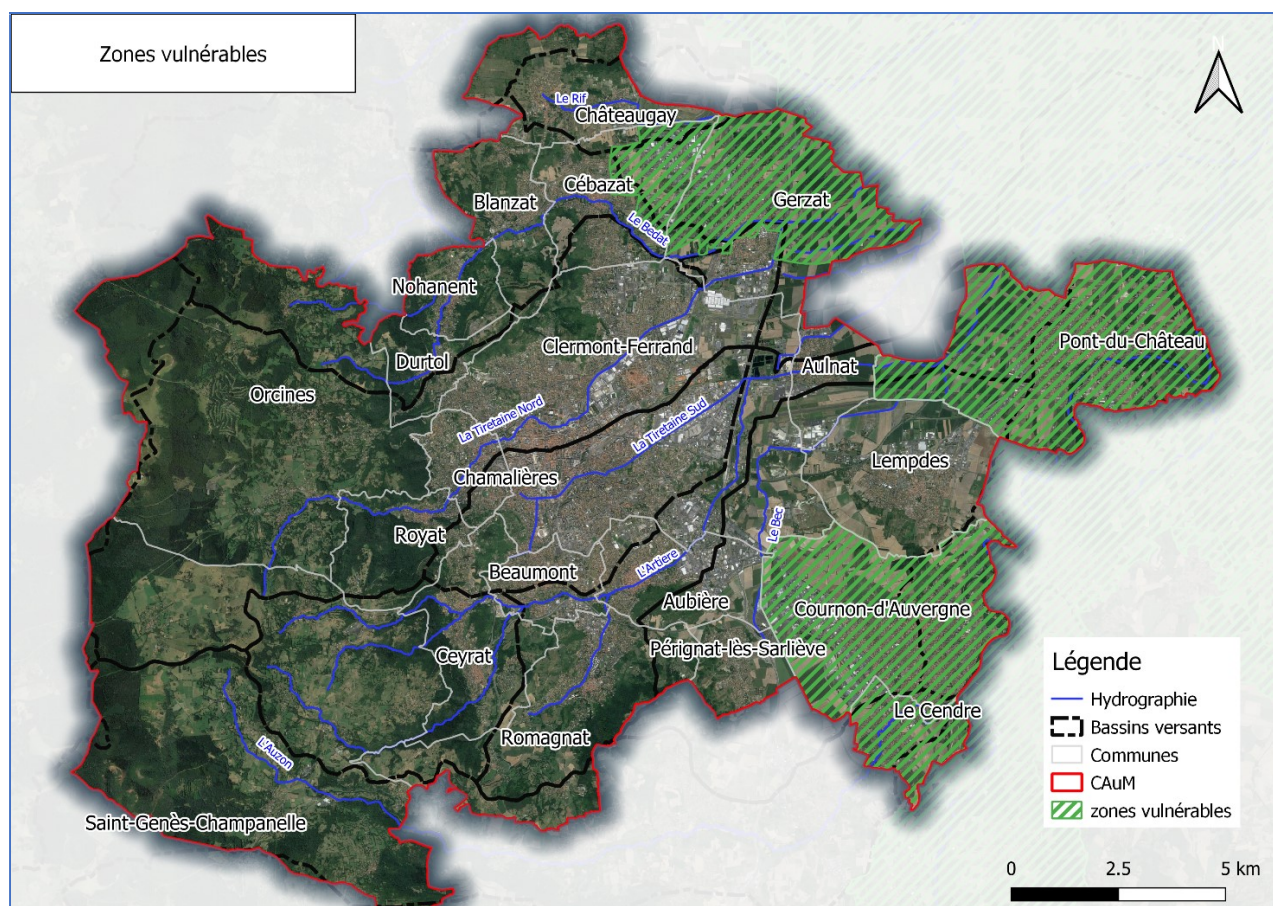 Zones vulnérables
N
Le Rif
Châteaugay
Cébazat
Blanzat
Gerzat
Le Bedat
Nohanent
Clermont-Ferrand
Durtol
Aulnat
Pont-du-Château
Orcines
La Tiretaine Nord
La Tiretaine Sud
Chamalières
Lempdes
Royat
Le Bec
Beaumont
L'Artiere
Aubière
Cournon-d'Auvergne
Pérignat-lès-Sarliève
Ceyrat
Le Cendre
Romagnat
L'Auzon
Saint-Genès-Champanelle
Légende
Hydrographie
Bassins versants
Communes
CAuM
zones vulnérables
0 2.5 5 km